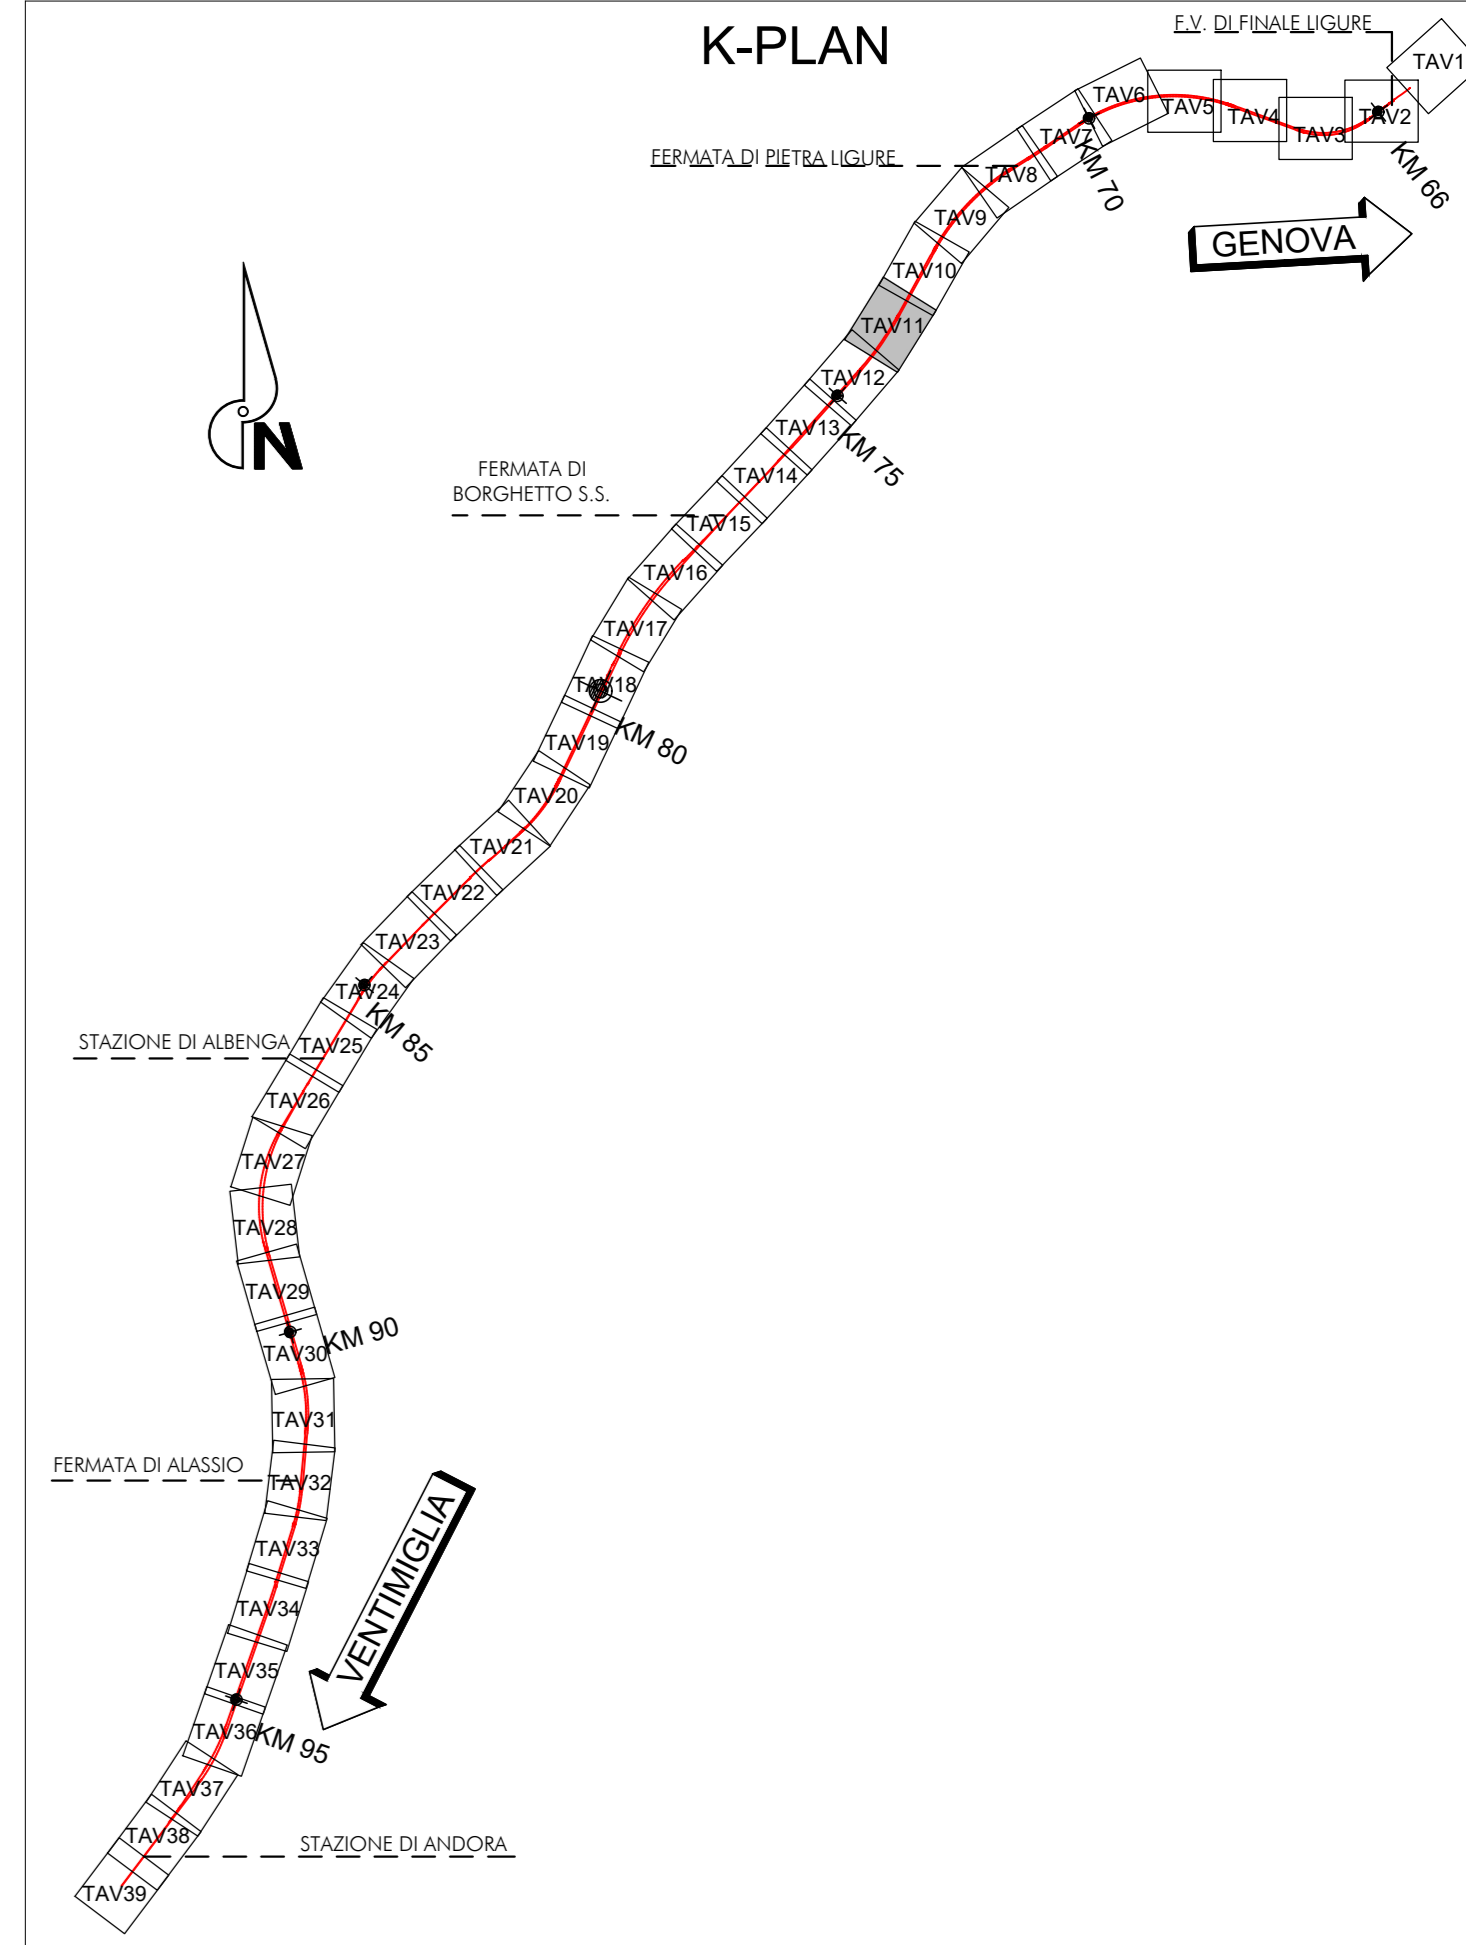 K-PLAN
F.V. DI FINALE LIGURE
TAV1
TAV2
TAV3
TAV4
TAV5
TAV6
TAV7
KM 66
KM 70
FERMATA DI PIETRA LIGURE
TAV8
TAV9
GENOVA
TAV10
TAV11
TAV12
N
TAV13
KM 75
FERMATA DI
BORGHETTO S.S.
TAV14
TAV15
TAV16
TAV17
TAV18
KM 80
TAV19
TAV20
TAV21
TAV22
TAV23
TAV24
KM 85
STAZIONE DI ALBENGA
TAV25
TAV26
TAV27
TAV28
TAV29
KM 90
TAV30
TAV31
FERMATA DI ALASSIO
TAV32
TAV33
VENTIMIGLIA
TAV34
TAV35
TAV36
KM 95
TAV37
TAV38
STAZIONE DI ANDORA
TAV39